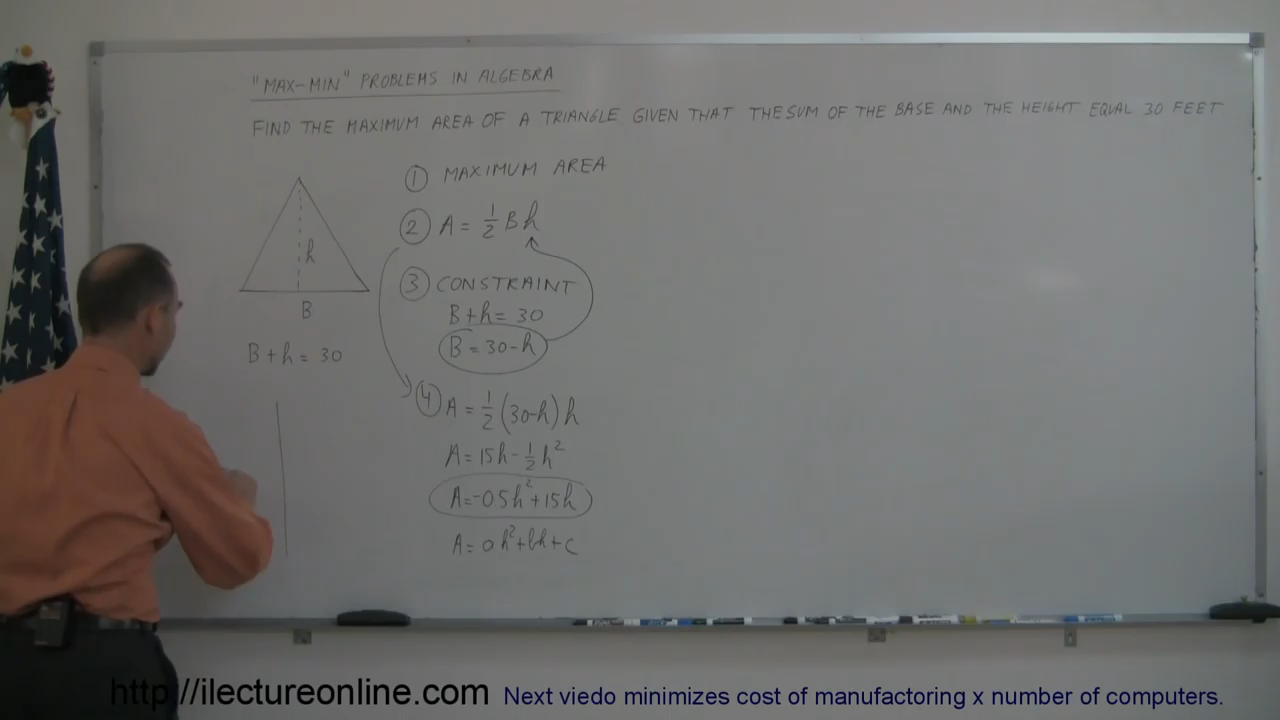 "MAX-MIN" PROBLEMS IN ALGEBRA
FIND THE MAXIMUM AREA OF A TRIANGLE GIVEN THAT THE SUM OF THE BASE AND THE HEIGHT EQUAL 30 FEET
h
B
B + h = 30
① MAXIMUM AREA
② A = 1/2 Bh
③ CONSTRAINT
B + h = 30
B = 30 - h
④ A = 1/2 (30-h) h
A = 15h - 1/2 h²
A = -0.5h² + 15h
A = ah² + bh + c
http://ilectureonline.com Next viedo minimizes cost of manufactoring x number of computers.